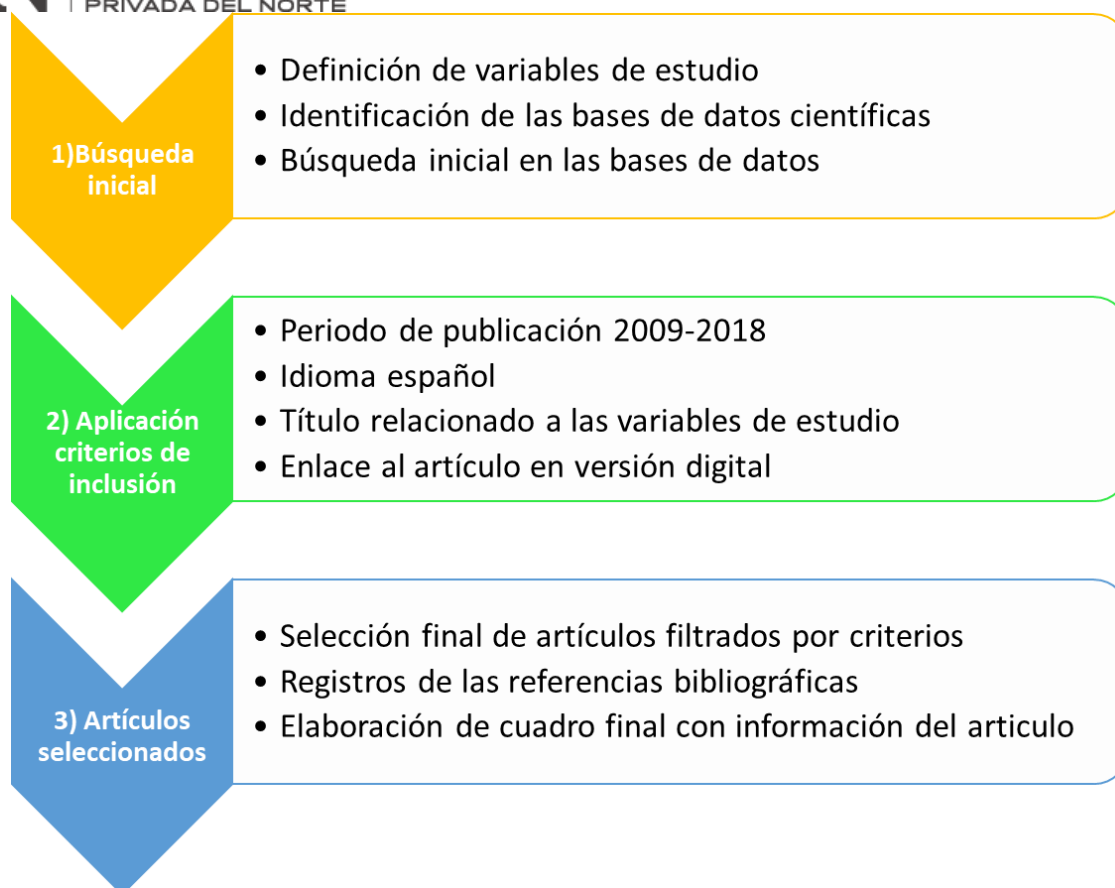 PRIVADA DEL NORTE
1)Búsqueda
inicial
• Definición de variables de estudio
• Identificación de las bases de datos científicas
• Búsqueda inicial en las bases de datos
2) Aplicación
criterios de
inclusión
• Periodo de publicación 2009-2018
• Idioma español
• Título relacionado a las variables de estudio
• Enlace al artículo en versión digital
3) Artículos
seleccionados
• Selección final de artículos filtrados por criterios
• Registros de las referencias bibliográficas
• Elaboración de cuadro final con información del articulo